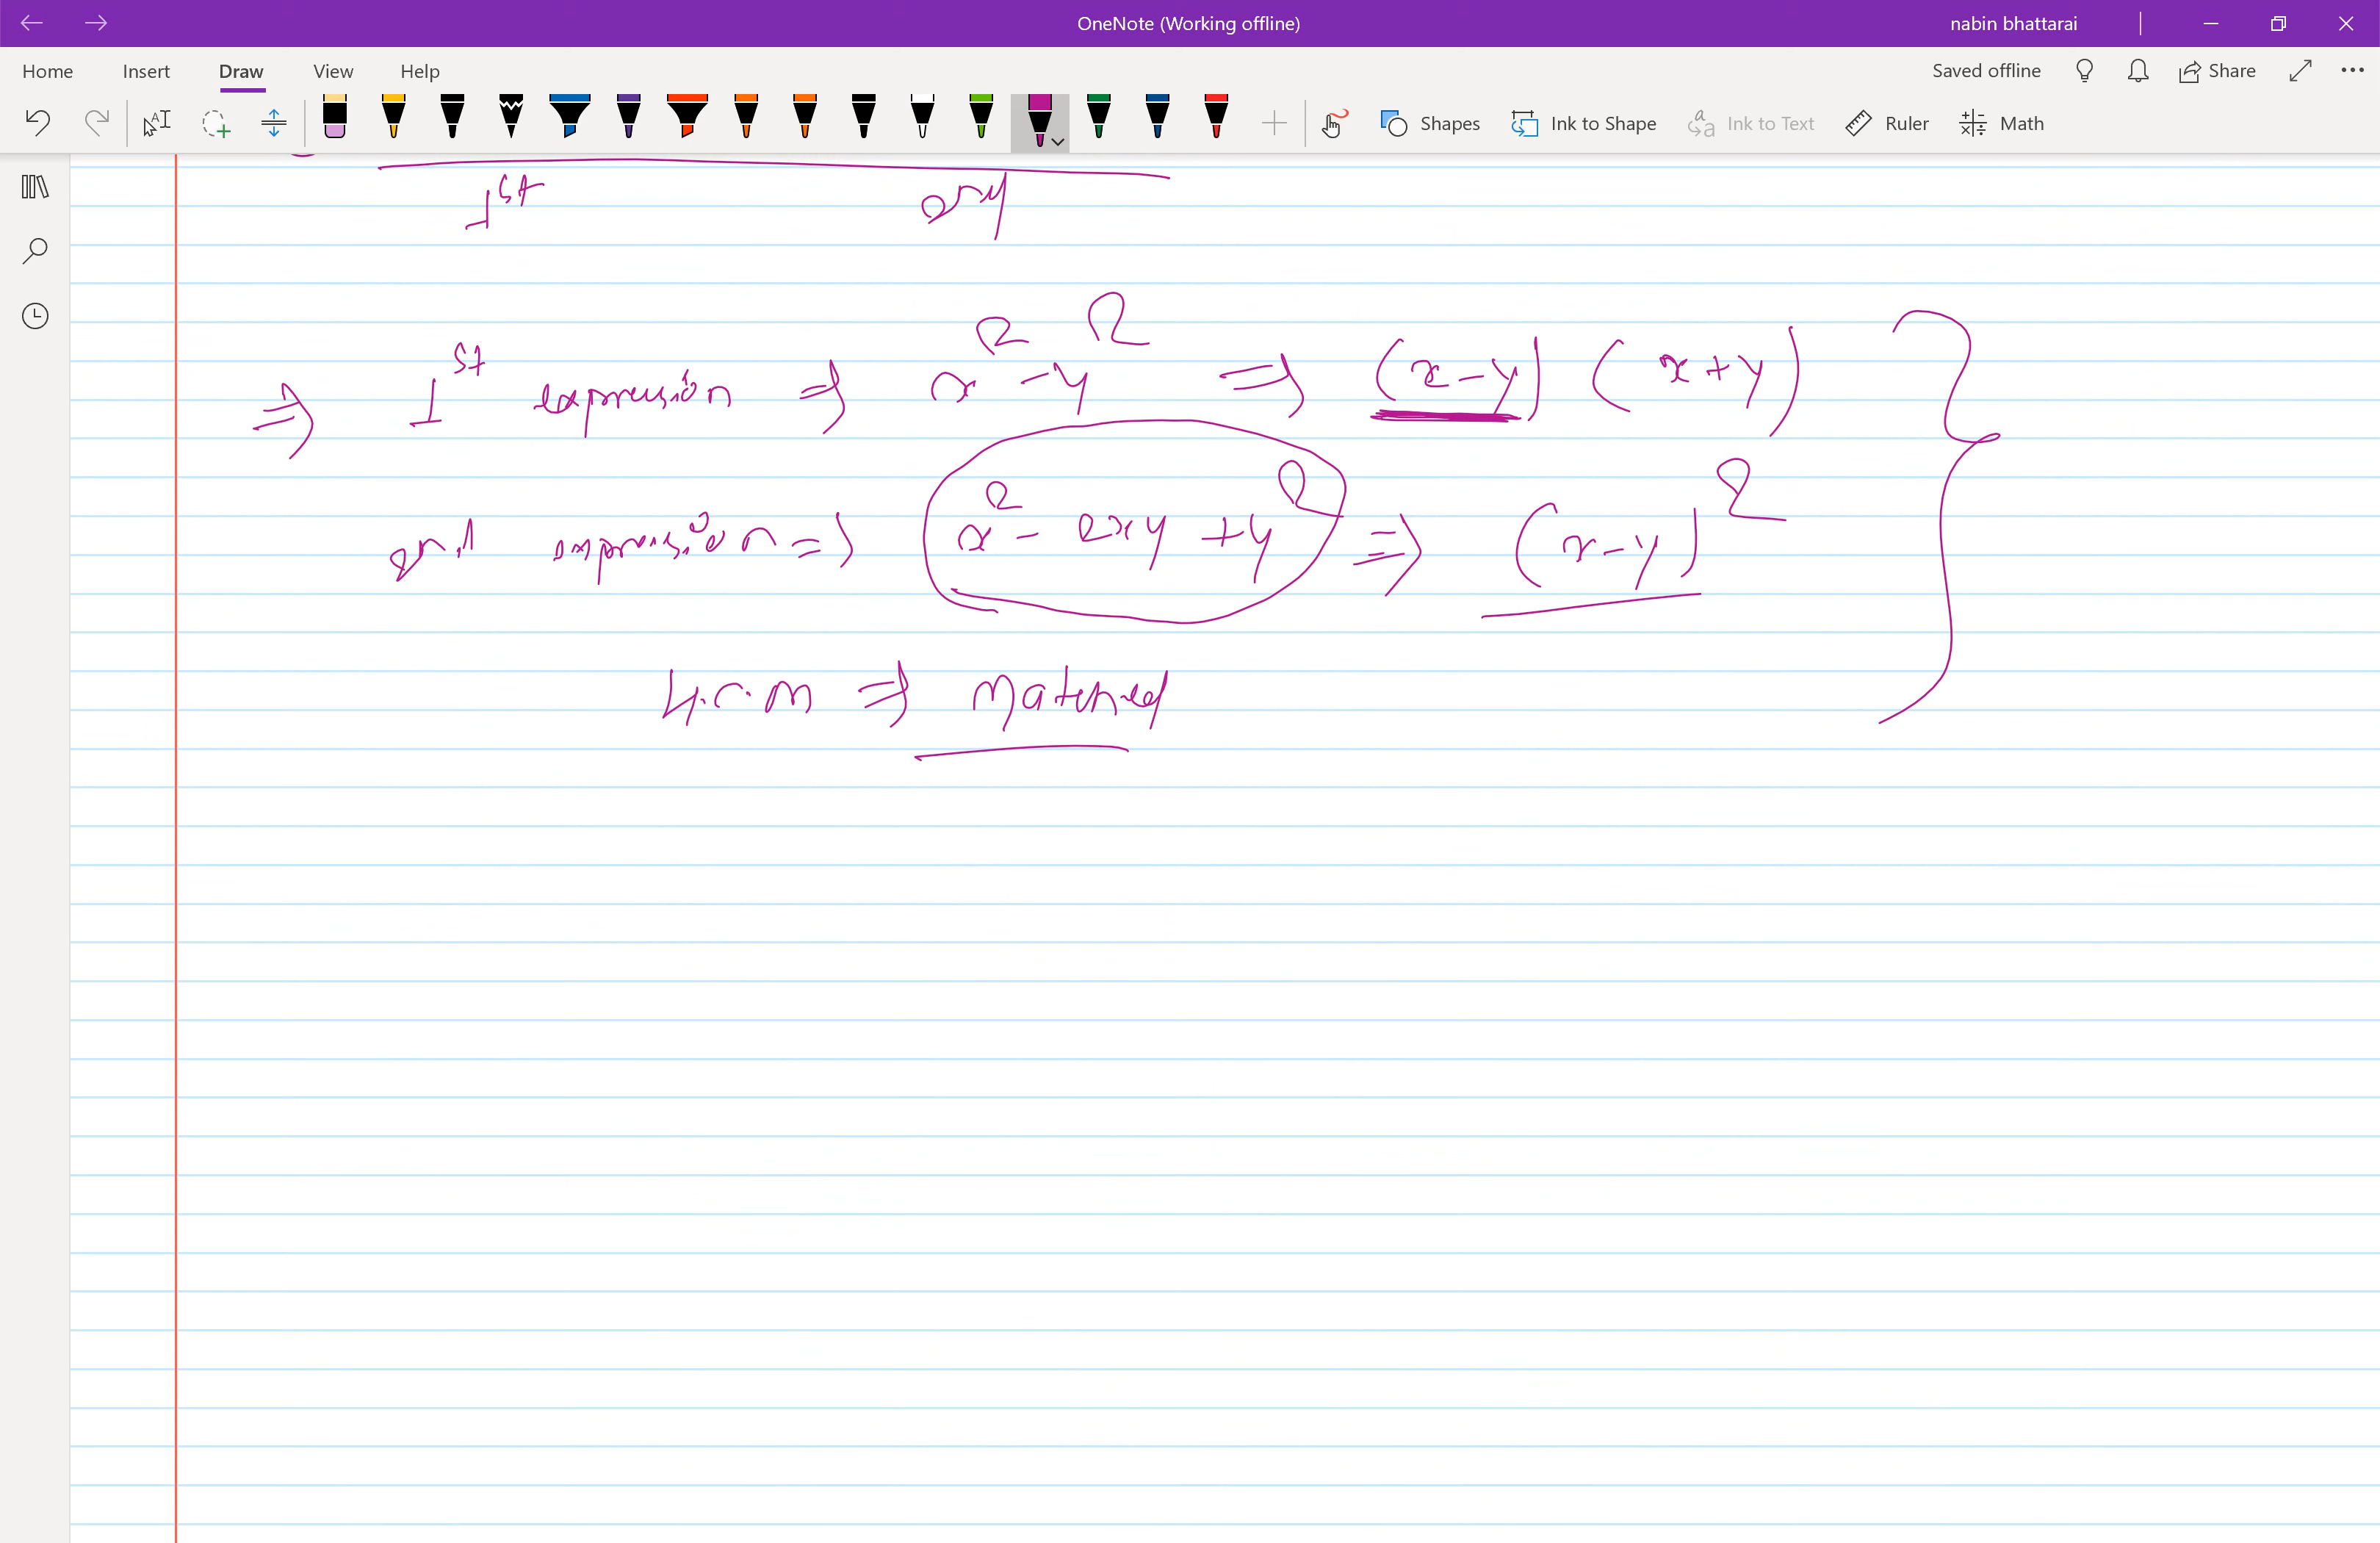 OneNote (Working offline) nabin bhattarai
Home Insert Draw View Help Saved offline Share
Shapes Ink to Shape Ink to Text Ruler Math
1st 2nd
⇒ 1st expression ⇒ x² - y² ⇒ (x-y) (x+y)
2nd expression ⇒ x² - 2xy + y² ⇒ (x-y)²
L.C.M ⇒ Matched